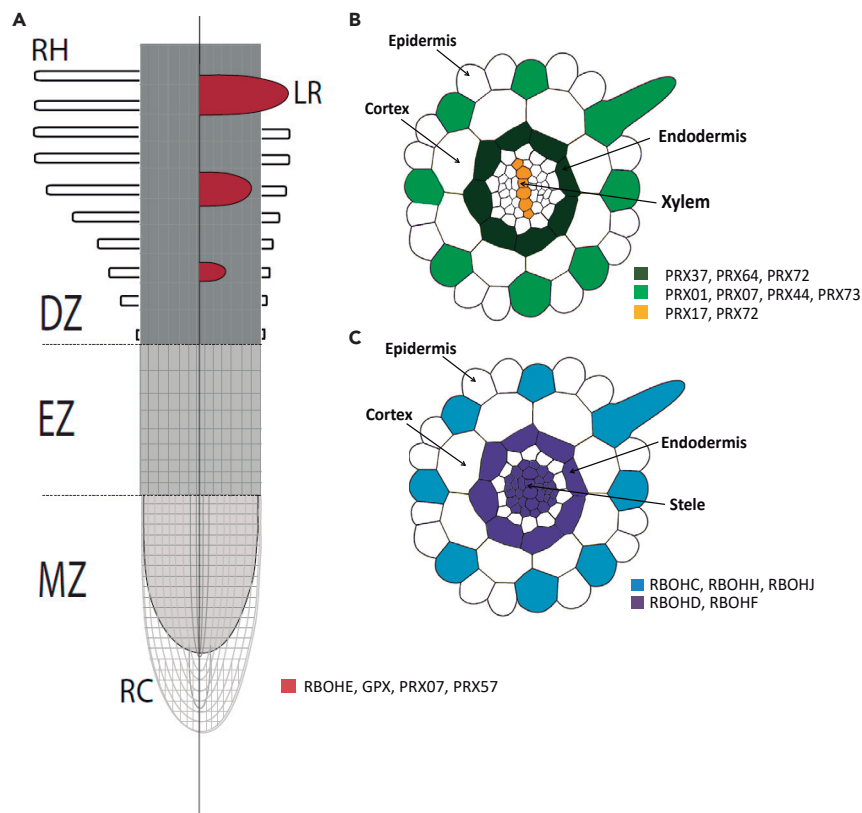 A
RH
LR
DZ
EZ
MZ
RC
RBOHE, GPX, PRX07, PRX57
B
Epidermis
Cortex
Endodermis
Xylem
PRX37, PRX64, PRX72
PRX01, PRX07, PRX44, PRX73
PRX17, PRX72
C
Epidermis
Cortex
Endodermis
Stele
RBOHC, RBOHH, RBOHJ
RBOHD, RBOHF